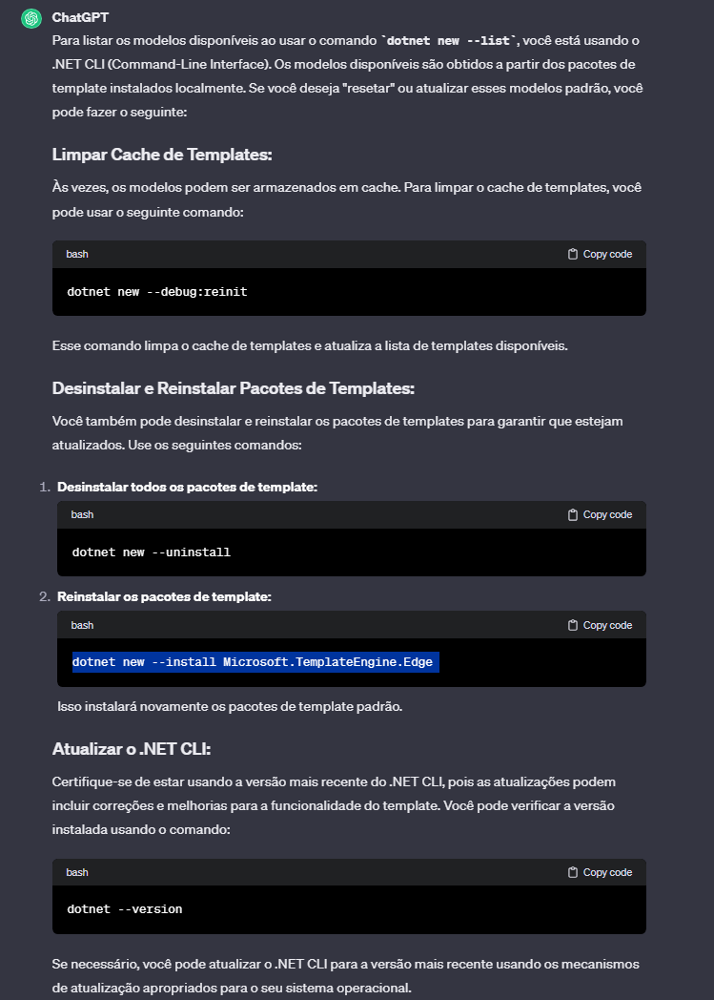 ChatGPT
Para listar os modelos disponíveis ao usar o comando `dotnet new --list`, você está usando o
.NET CLI (Command-Line Interface). Os modelos disponíveis são obtidos a partir dos pacotes de
template instalados localmente. Se você deseja "resetar" ou atualizar esses modelos padrão, você
pode fazer o seguinte:
Limpar Cache de Templates:
Às vezes, os modelos podem ser armazenados em cache. Para limpar o cache de templates, você
pode usar o seguinte comando:
bash Copy code
dotnet new --debug:reinit
Esse comando limpa o cache de templates e atualiza a lista de templates disponíveis.
Desinstalar e Reinstalar Pacotes de Templates:
Você também pode desinstalar e reinstalar os pacotes de templates para garantir que estejam
atualizados. Use os seguintes comandos:
1. Desinstalar todos os pacotes de template:
bash Copy code
dotnet new --uninstall
2. Reinstalar os pacotes de template:
bash Copy code
dotnet new --install Microsoft.TemplateEngine.Edge
Isso instalará novamente os pacotes de template padrão.
Atualizar o .NET CLI:
Certifique-se de estar usando a versão mais recente do .NET CLI, pois as atualizações podem
incluir correções e melhorias para a funcionalidade do template. Você pode verificar a versão
instalada usando o comando:
bash Copy code
dotnet --version
Se necessário, você pode atualizar o .NET CLI para a versão mais recente usando os mecanismos
de atualização apropriados para o seu sistema operacional.